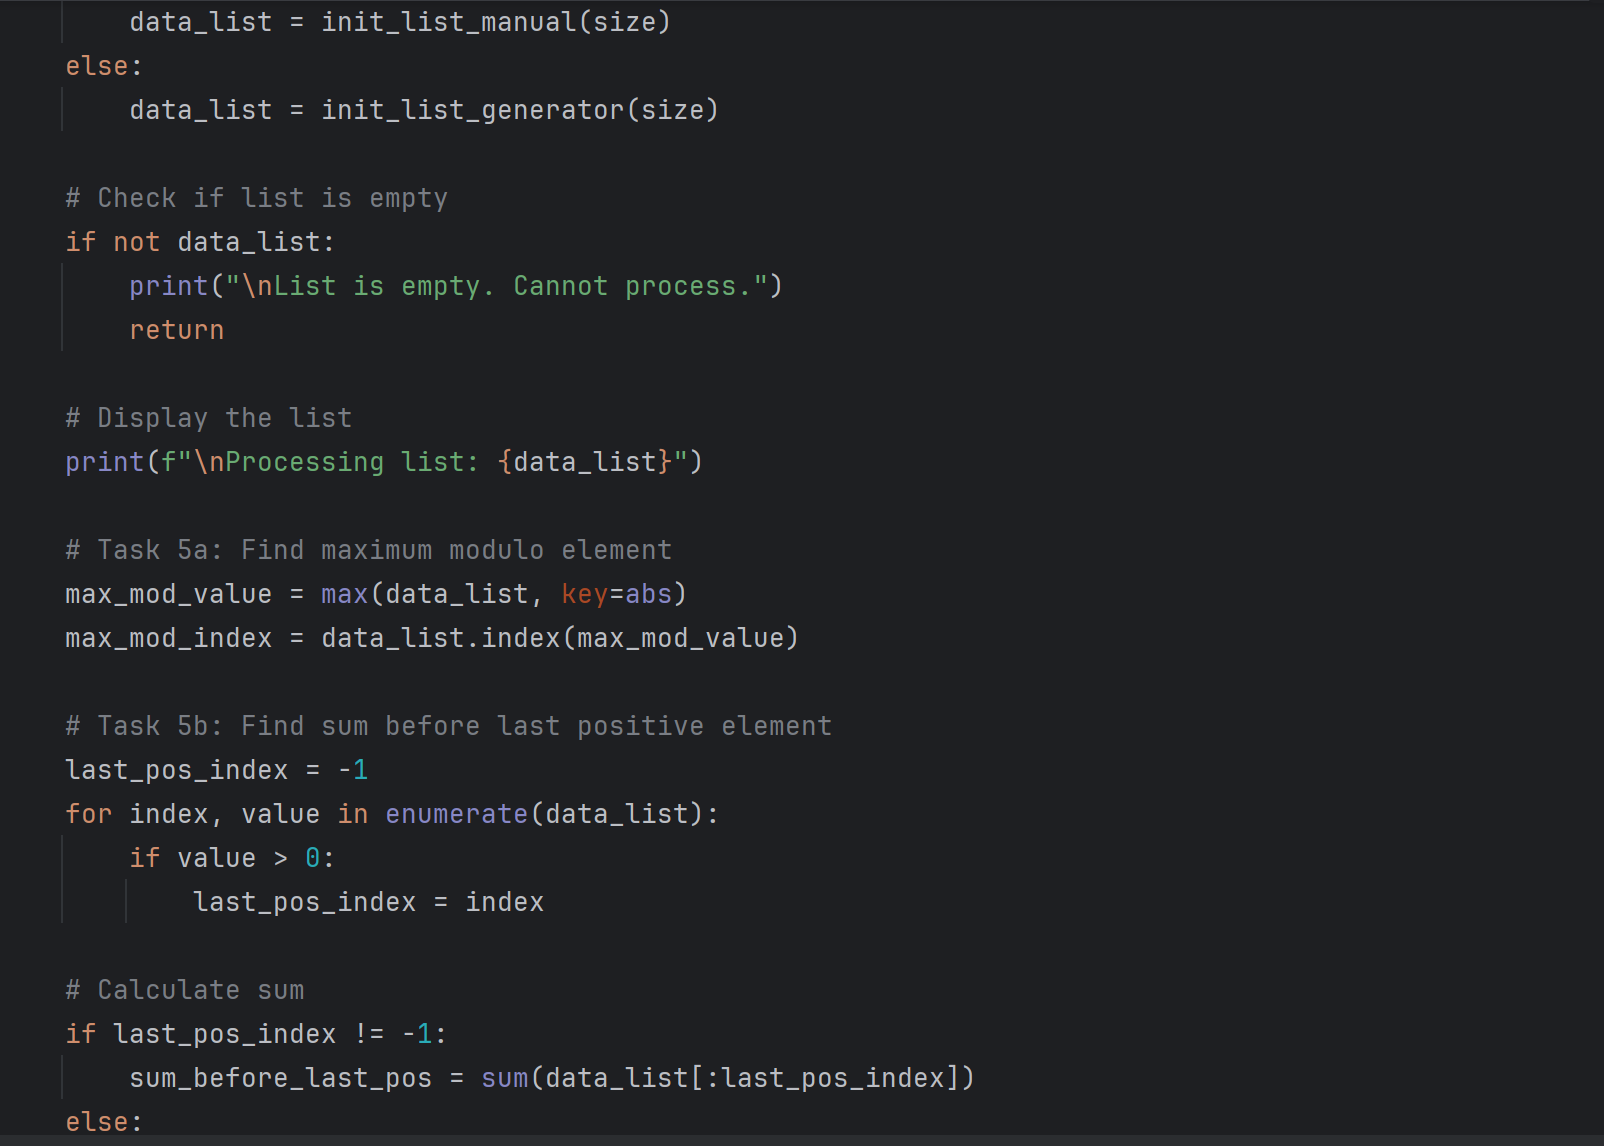 data_list = init_list_manual(size)
else:
data_list = init_list_generator(size)
# Check if list is empty
if not data_list:
print("\nList is empty. Cannot process.")
return
# Display the list
print(f"\nProcessing list: {data_list}")
# Task 5a: Find maximum modulo element
max_mod_value = max(data_list, key=abs)
max_mod_index = data_list.index(max_mod_value)
# Task 5b: Find sum before last positive element
last_pos_index = -1
for index, value in enumerate(data_list):
if value > 0:
last_pos_index = index
# Calculate sum
if last_pos_index != -1:
sum_before_last_pos = sum(data_list[:last_pos_index])
else: